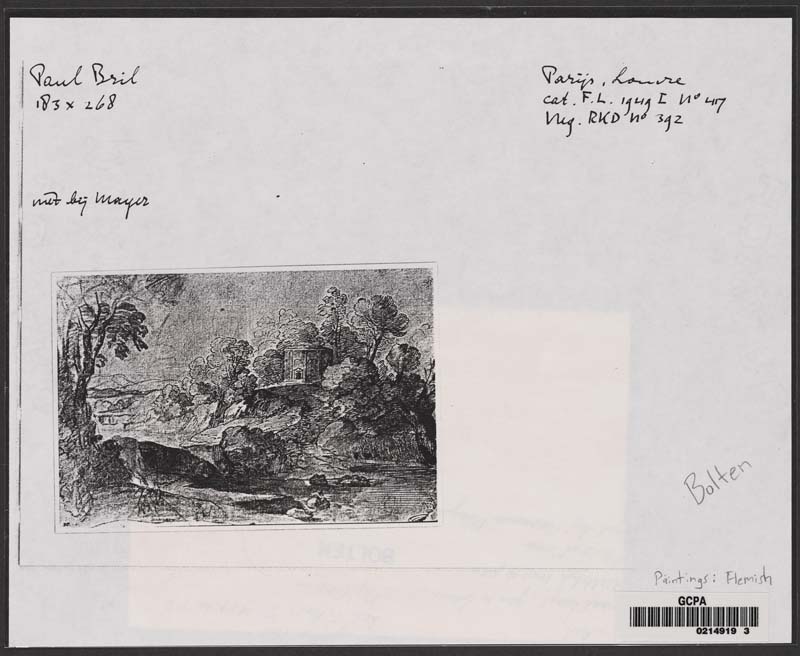 Paul Bril
183 x 268
Parijs, Louvre
cat. F.L. 1949 I No 417
Neg. RKD No 392
niet bij Mayer
Bolten
BOLTEN
Paintings: Flemish
GCPA
0214919 3